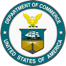 DEPARTMENT OF COMMERCE
UNITED STATES OF AMERICA